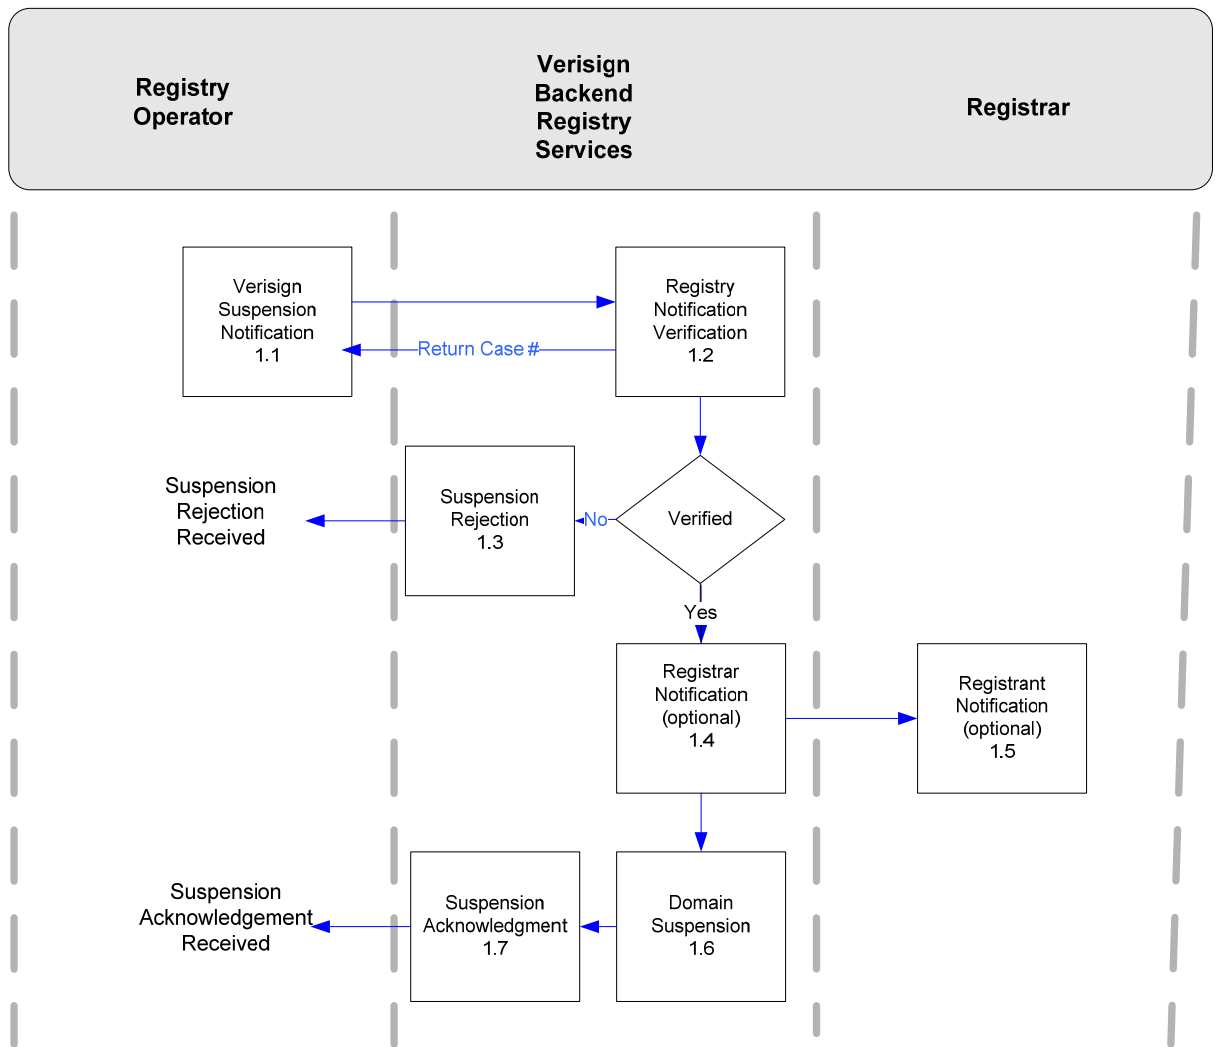 Registry
Operator
Verisign
Backend
Registry
Services
Registrar
Verisign
Suspension
Notification
1.1
Registry
Notification
Verification
1.2
Return Case #
Suspension
Rejection
Received
Suspension
Rejection
1.3
No
Verified
Yes
Registrar
Notification
(optional)
1.4
Registrant
Notification
(optional)
1.5
Suspension
Acknowledgement
Received
Suspension
Acknowledgment
1.7
Domain
Suspension
1.6